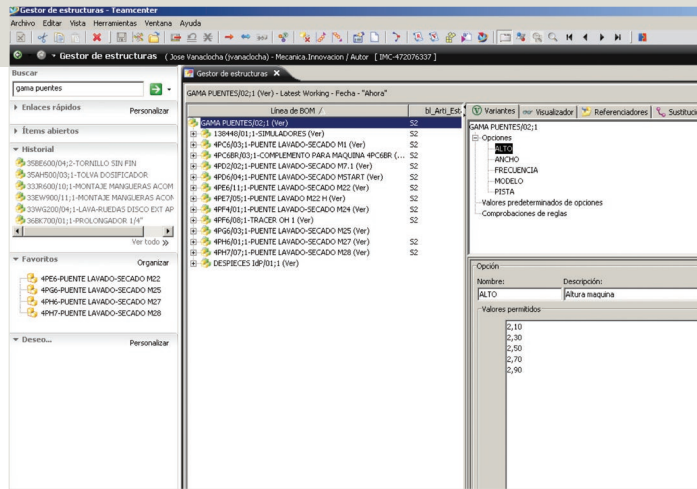 Gestor de estructuras - Teamcenter
Archivo Editar Vista Herramientas Ventana Ayuda
Gestor de estructuras ( Jose Vanaclocha (jvanaclocha) - Mecanica.Innovacion / Autor [ IMC-472076337 ]
Buscar
gama puentes
Enlaces rápidos Personalizar
Ítems abiertos
Historial
35BE600/04;2-TORNILLO SIN FIN
35AH500/03;1-TOLVA DOSIFICADOR
33JR600/10;1-MONTAJE MANGUERAS ACOM
33EW900/11;1-MONTAJE MANGUERAS ACON
33WG200/04;1-LAVA-RUEDAS DISCO EXT AP
36BK700/01;1-PROLONGADOR 1/4"
Ver todo
Favoritos Organizar
4PE6-PUENTE LAVADO-SECADO M22
4PG6-PUENTE LAVADO-SECADO M25
4PH6-PUENTE LAVADO-SECADO M27
4PH7-PUENTE LAVADO-SECADO M28
Deseo... Personalizar
Gestor de estructuras
GAMA PUENTES/02;1 (Ver) - Latest Working - Fecha - "Ahora"
Línea de BOM bl_Arti_Est
GAMA PUENTES/02;1 (Ver) S2
138448/01;1-SIMULADORES (Ver) S2
4PC6/03;1-PUENTE LAVADO-SECADO M1 (Ver) S2
4PC6BR/03;1-COMPLEMENTO PARA MAQUINA 4PC6BR (... S2
4PD2/02;1-PUENTE LAVADO-SECADO M7.1 (Ver) S2
4PD6/04;1-PUENTE LAVADO-SECADO MSTART (Ver) S2
4PE6/11;1-PUENTE LAVADO-SECADO M22 (Ver) S2
4PE7/05;1-PUENTE LAVADO M22 H (Ver) S2
4PF4/01;1-PUENTE LAVADO-SECADO M24 (Ver) S2
4PF6/08;1-TRACER OH 1 (Ver) S2
4PG6/03;1-PUENTE LAVADO-SECADO M25 (Ver)
4PH6/01;1-PUENTE LAVADO-SECADO M27 (Ver) S2
4PH7/07;1-PUENTE LAVADO-SECADO M28 (Ver) S2
DESPIECES IdP/01;1 (Ver)
Variantes Visualizador Referenciadores Sustitucio
GAMA PUENTES/02;1
Opciones
ALTO
ANCHO
FRECUENCIA
MODELO
PISTA
Valores predeterminados de opciones
Comprobaciones de reglas
Opción
Nombre: Descripción:
ALTO Altura maquina
Valores permitidos
2,10
2,30
2,50
2,70
2,90